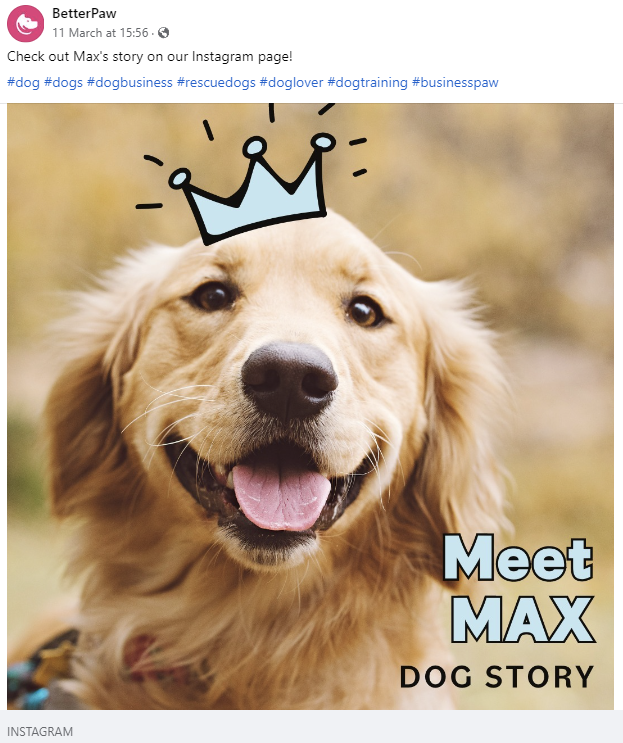 BetterPaw
11 March at 15:56 ·
Check out Max's story on our Instagram page!
#dog #dogs #dogbusiness #rescuedogs #doglover #dogtraining #businesspaw
Meet
MAX
DOG STORY
INSTAGRAM